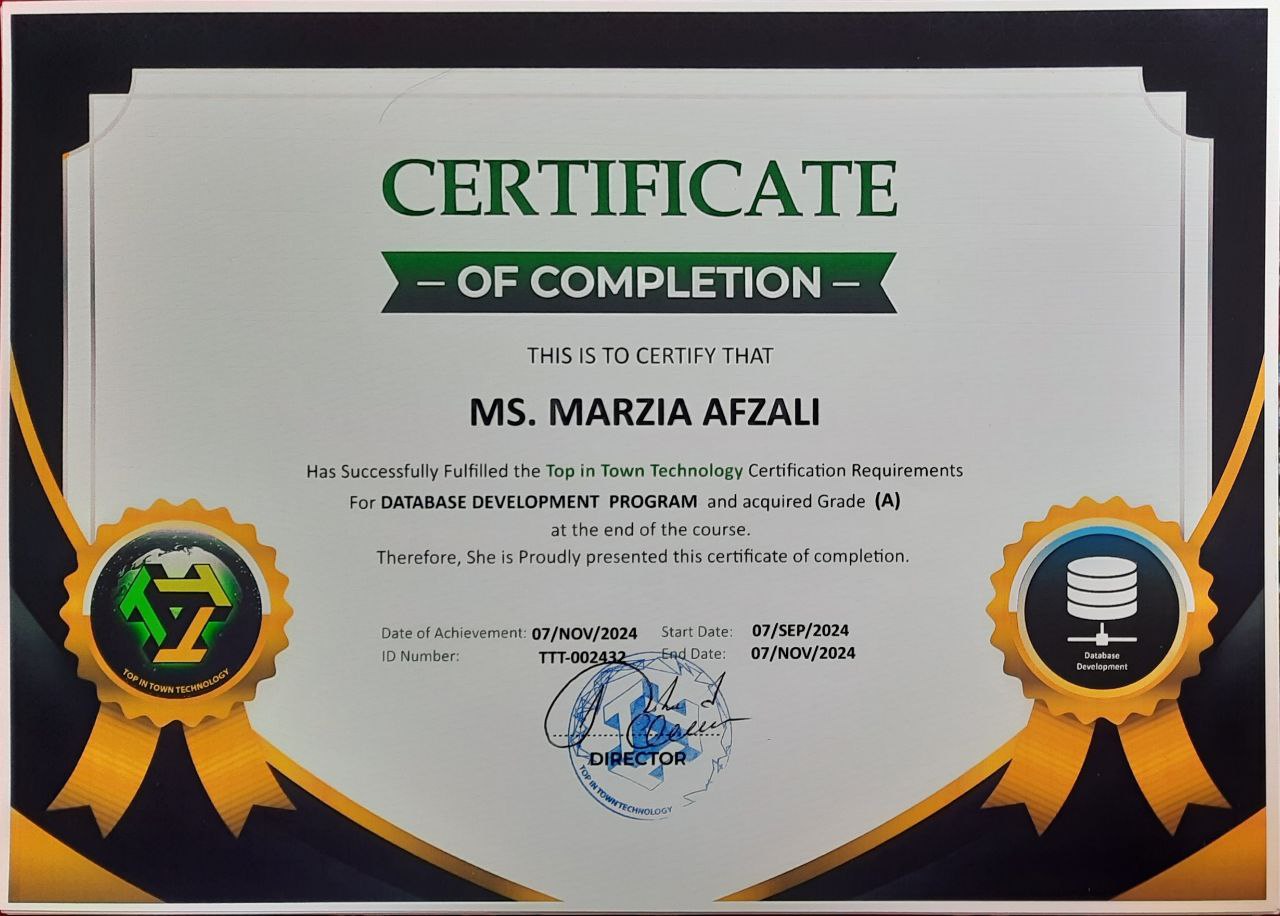 CERTIFICATE
— OF COMPLETION —
THIS IS TO CERTIFY THAT
MS. MARZIA AFZALI
Has Successfully Fulfilled the Top in Town Technology Certification Requirements
For DATABASE DEVELOPMENT PROGRAM and acquired Grade (A)
at the end of the course.
Therefore, She is Proudly presented this certificate of completion.
Date of Achievement: 07/NOV/2024 Start Date: 07/SEP/2024
ID Number: TTT-002432 End Date: 07/NOV/2024
TOP IN TOWN TECHNOLOGY
Database
Development
DIRECTOR
TOP IN TOWN TECHNOLOGY